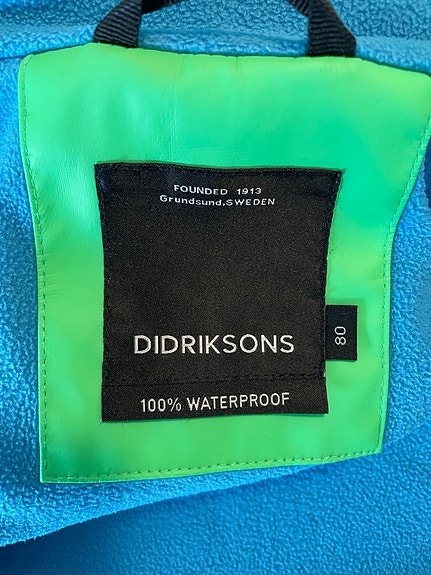 FOUNDED 1913
Grundsund,SWEDEN
DIDRIKSONS
80
100% WATERPROOF